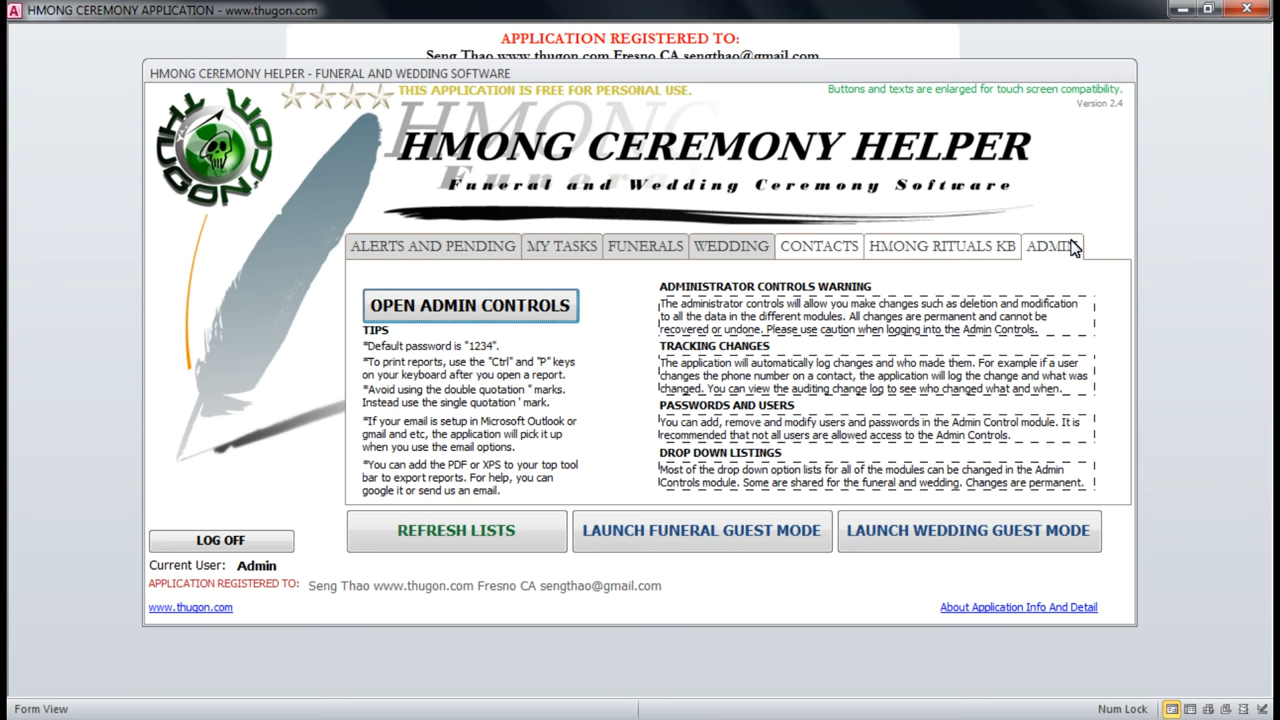 HMONG CEREMONY APPLICATION - www.thugon.com
APPLICATION REGISTERED TO:
Seng Thao www.thugon.com Fresno CA sengthao@gmail.com
HMONG CEREMONY HELPER - FUNERAL AND WEDDING SOFTWARE
THIS APPLICATION IS FREE FOR PERSONAL USE.
Buttons and texts are enlarged for touch screen compatibility.
Version 2.4
THUGON.COM
HMONG
Funeral
HMONG CEREMONY HELPER
Funeral and Wedding Ceremony Software
ALERTS AND PENDING MY TASKS FUNERALS WEDDING CONTACTS HMONG RITUALS KB ADMIN
OPEN ADMIN CONTROLS
TIPS
*Default password is "1234".
*To print reports, use the "Ctrl" and "P" keys
on your keyboard after you open a report.
*Avoid using the double quotation " marks.
Instead use the single quotation ' mark.
*If your email is setup in Microsoft Outlook or
gmail and etc, the application will pick it up
when you use the email options.
*You can add the PDF or XPS to your top tool
bar to export reports. For help, you can
google it or send us an email.
ADMINISTRATOR CONTROLS WARNING
The administrator controls will allow you make changes such as deletion and modification
to all the data in the different modules. All changes are permanent and cannot be
recovered or undone. Please use caution when logging into the Admin Controls.
TRACKING CHANGES
The application will automatically log changes and who made them. For example if a user
changes the phone number on a contact, the application will log the change and what was
changed. You can view the auditing change log to see who changed what and when.
PASSWORDS AND USERS
You can add, remove and modify users and passwords in the Admin Control module. It is
recommended that not all users are allowed access to the Admin Controls.
DROP DOWN LISTINGS
Most of the drop down option lists for all of the modules can be changed in the Admin
Controls module. Some are shared for the funeral and wedding. Changes are permanent.
REFRESH LISTS LAUNCH FUNERAL GUEST MODE LAUNCH WEDDING GUEST MODE
LOG OFF
Current User: Admin
APPLICATION REGISTERED TO: Seng Thao www.thugon.com Fresno CA sengthao@gmail.com
www.thugon.com
About Application Info And Detail
Form View
Num Lock